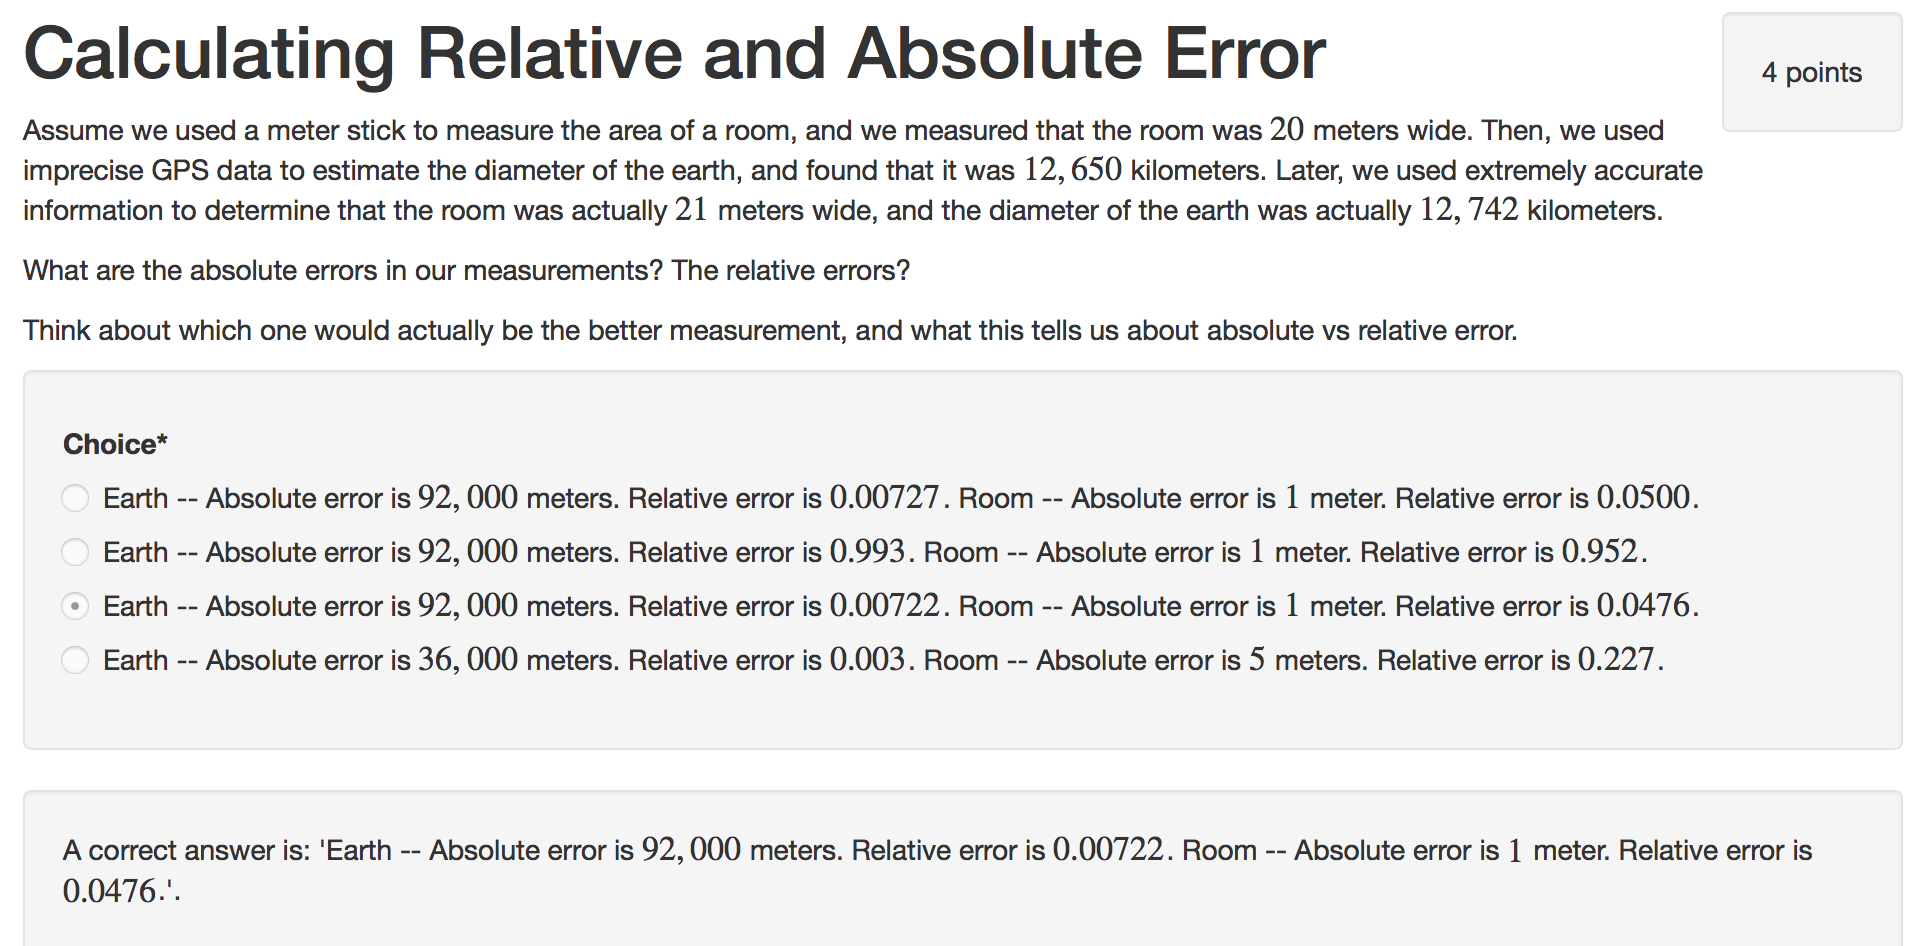 Calculating Relative and Absolute Error
4 points
Assume we used a meter stick to measure the area of a room, and we measured that the room was 20 meters wide. Then, we used
imprecise GPS data to estimate the diameter of the earth, and found that it was 12, 650 kilometers. Later, we used extremely accurate
information to determine that the room was actually 21 meters wide, and the diameter of the earth was actually 12, 742 kilometers.
What are the absolute errors in our measurements? The relative errors?
Think about which one would actually be the better measurement, and what this tells us about absolute vs relative error.
Choice*
Earth -- Absolute error is 92, 000 meters. Relative error is 0.00727. Room -- Absolute error is 1 meter. Relative error is 0.0500.
Earth -- Absolute error is 92, 000 meters. Relative error is 0.993. Room -- Absolute error is 1 meter. Relative error is 0.952.
Earth -- Absolute error is 92, 000 meters. Relative error is 0.00722. Room -- Absolute error is 1 meter. Relative error is 0.0476.
Earth -- Absolute error is 36, 000 meters. Relative error is 0.003. Room -- Absolute error is 5 meters. Relative error is 0.227.
A correct answer is: 'Earth -- Absolute error is 92, 000 meters. Relative error is 0.00722. Room -- Absolute error is 1 meter. Relative error is
0.0476.'.